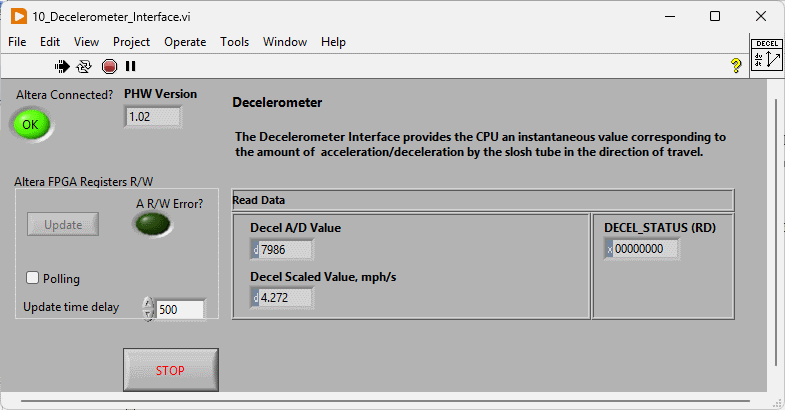 10_Decelerometer_Interface.vi
File Edit View Project Operate Tools Window Help
DECEL
dv
dt
Altera Connected?
OK
PHW Version
1.02
Decelerometer
The Decelerometer Interface provides the CPU an instantaneous value corresponding to
the amount of acceleration/deceleration by the slosh tube in the direction of travel.
Altera FPGA Registers R/W
Update
A R/W Error?
Polling
Update time delay
500
STOP
Read Data
Decel A/D Value
d 7986
Decel Scaled Value, mph/s
d 4.272
DECEL_STATUS (RD)
x 00000000